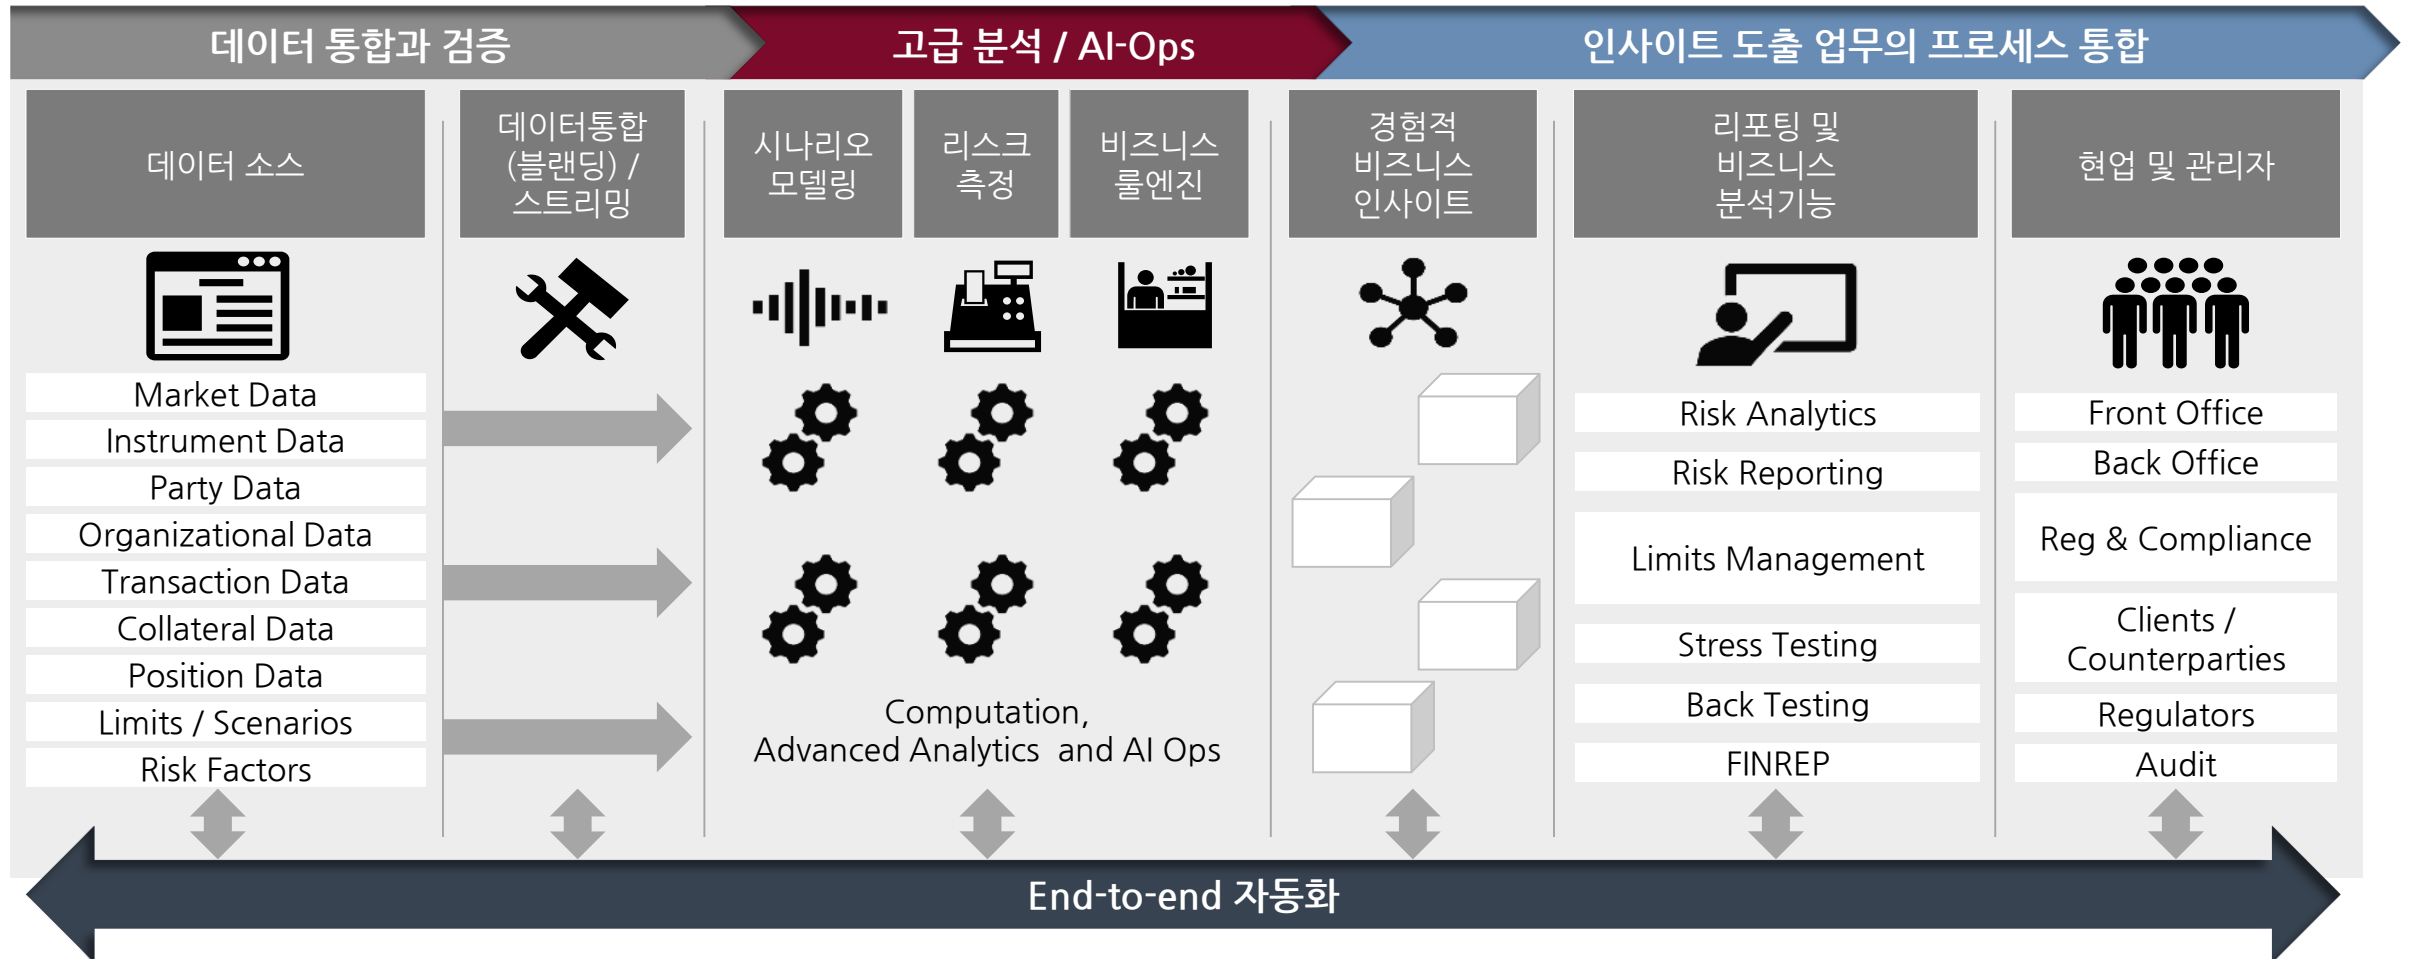 데이터 통합과 검증
고급 분석 / AI-Ops
인사이트 도출 업무의 프로세스 통합
데이터 소스
데이터통합
(블랜딩) /
스트리밍
시나리오
모델링
리스크
측정
비즈니스
룰엔진
경험적
비즈니스
인사이트
리포팅 및
비즈니스
분석기능
현업 및 관리자
Market Data
Instrument Data
Party Data
Organizational Data
Transaction Data
Collateral Data
Position Data
Limits / Scenarios
Risk Factors
Computation,
Advanced Analytics  and AI Ops
Risk Analytics
Risk Reporting
Limits Management
Stress Testing
Back Testing
FINREP
Front Office
Back Office
Reg & Compliance
Clients /
Counterparties
Regulators
Audit
End-to-end 자동화